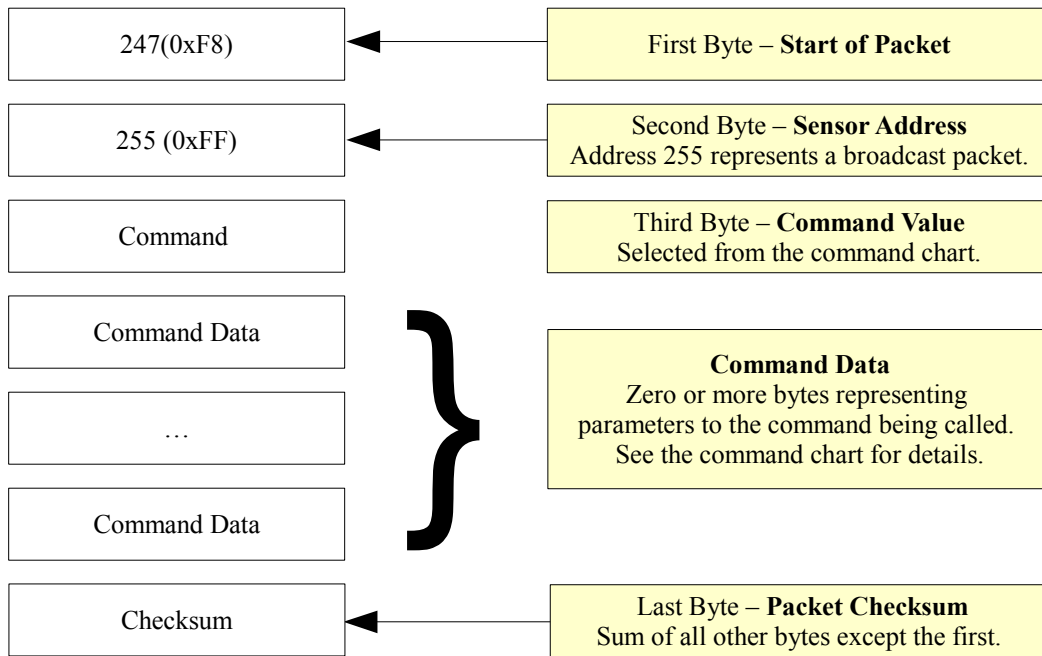 247(0xF8)
First Byte – Start of Packet
255 (0xFF)
Second Byte – Sensor Address
Address 255 represents a broadcast packet.
Command
Third Byte – Command Value
Selected from the command chart.
Command Data
…
Command Data
}
Command Data
Zero or more bytes representing
parameters to the command being called.
See the command chart for details.
Checksum
Last Byte – Packet Checksum
Sum of all other bytes except the first.